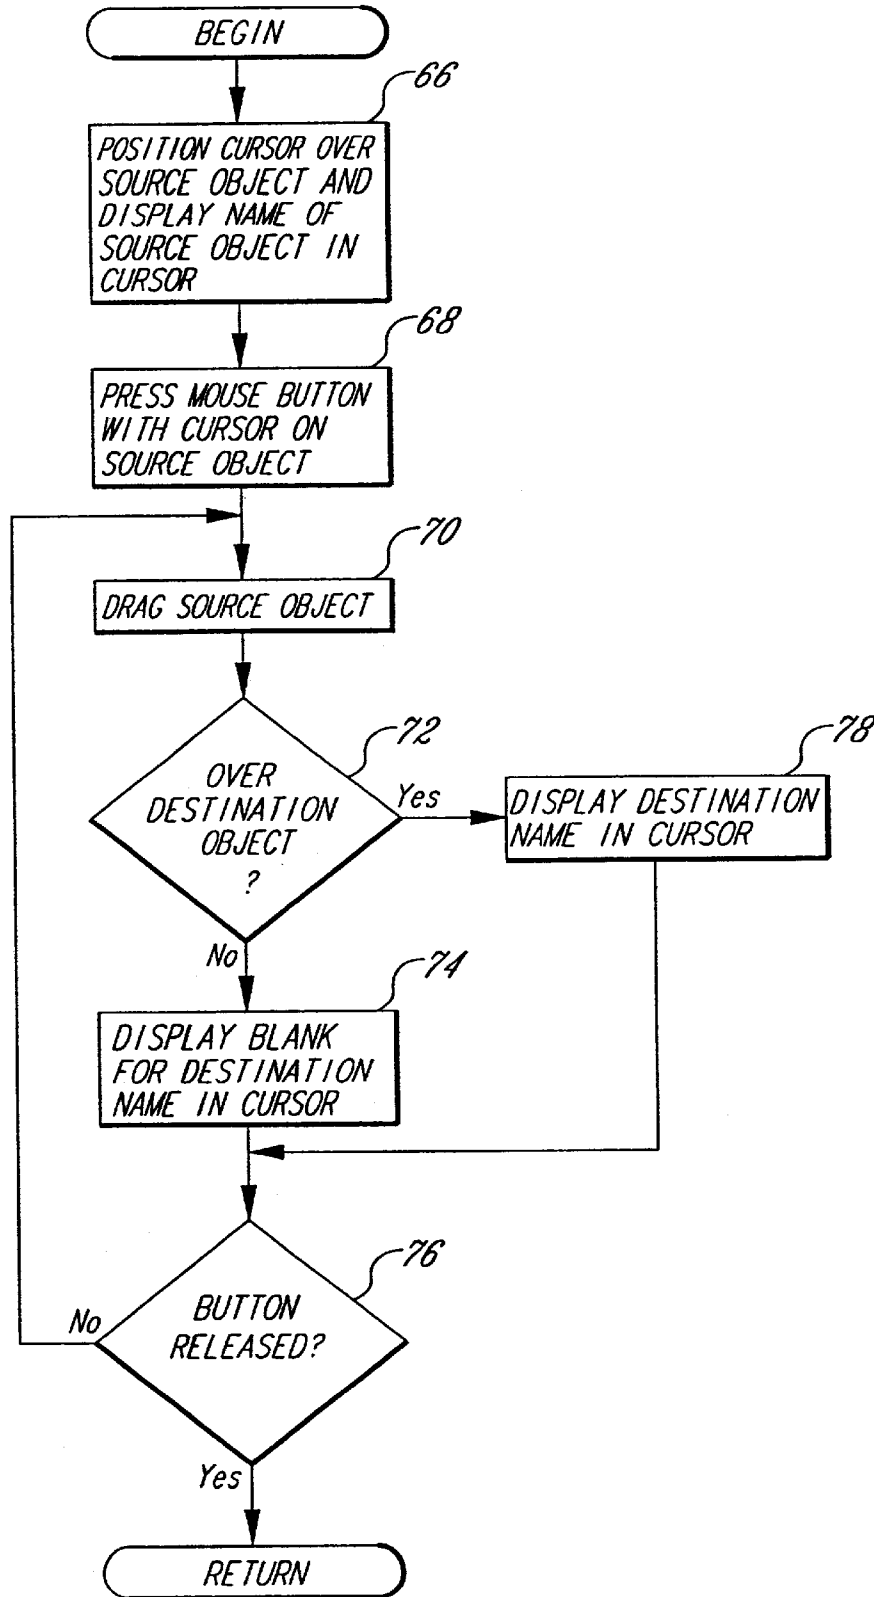 BEGIN
66
POSITION CURSOR OVER
SOURCE OBJECT AND
DISPLAY NAME OF
SOURCE OBJECT IN
CURSOR
68
PRESS MOUSE BUTTON
WITH CURSOR ON
SOURCE OBJECT
70
DRAG SOURCE OBJECT
72
OVER
DESTINATION
OBJECT
?
Yes
78
DISPLAY DESTINATION
NAME IN CURSOR
No
74
DISPLAY BLANK
FOR DESTINATION
NAME IN CURSOR
76
BUTTON
RELEASED?
No
Yes
RETURN